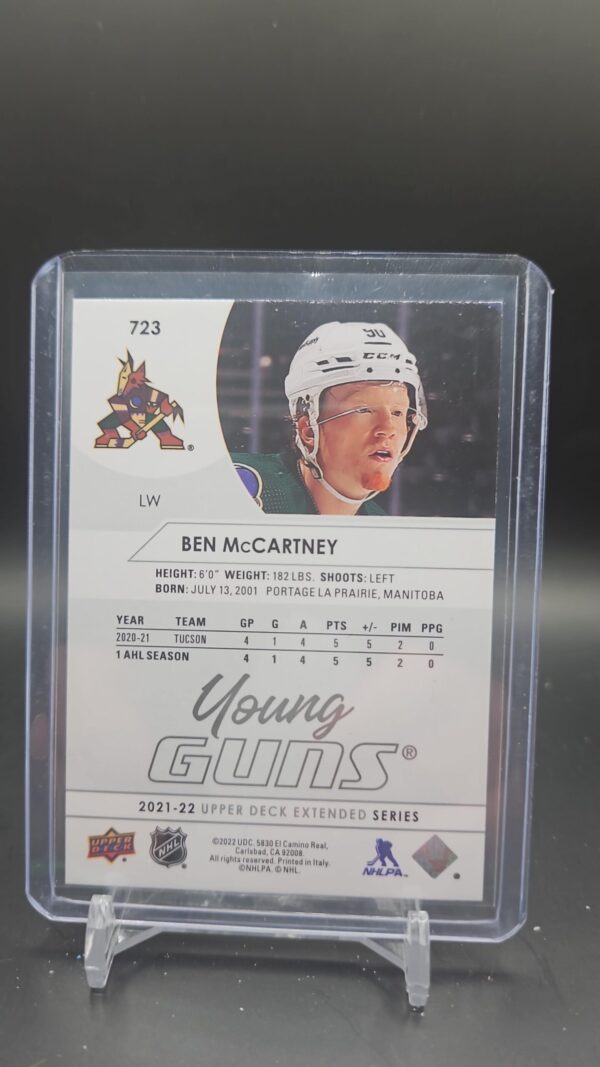 723
90
CCM
®
LW
BEN McCARTNEY
HEIGHT: 6'0" WEIGHT: 182 LBS. SHOOTS: LEFT
BORN: JULY 13, 2001 PORTAGE LA PRAIRIE, MANITOBA
YEAR TEAM GP G A PTS +/- PIM PPG
2020-21 TUCSON 4 1 4 5 5 2 0
1 AHL SEASON 4 1 4 5 5 2 0
Young
GUNS®
2021-22 UPPER DECK EXTENDED SERIES
UPPER DECK
NHL
©2022 UDC. 5830 El Camino Real,
Carlsbad, CA 92008.
All rights reserved. Printed in Italy.
©NHLPA. © NHL.
NHLPA